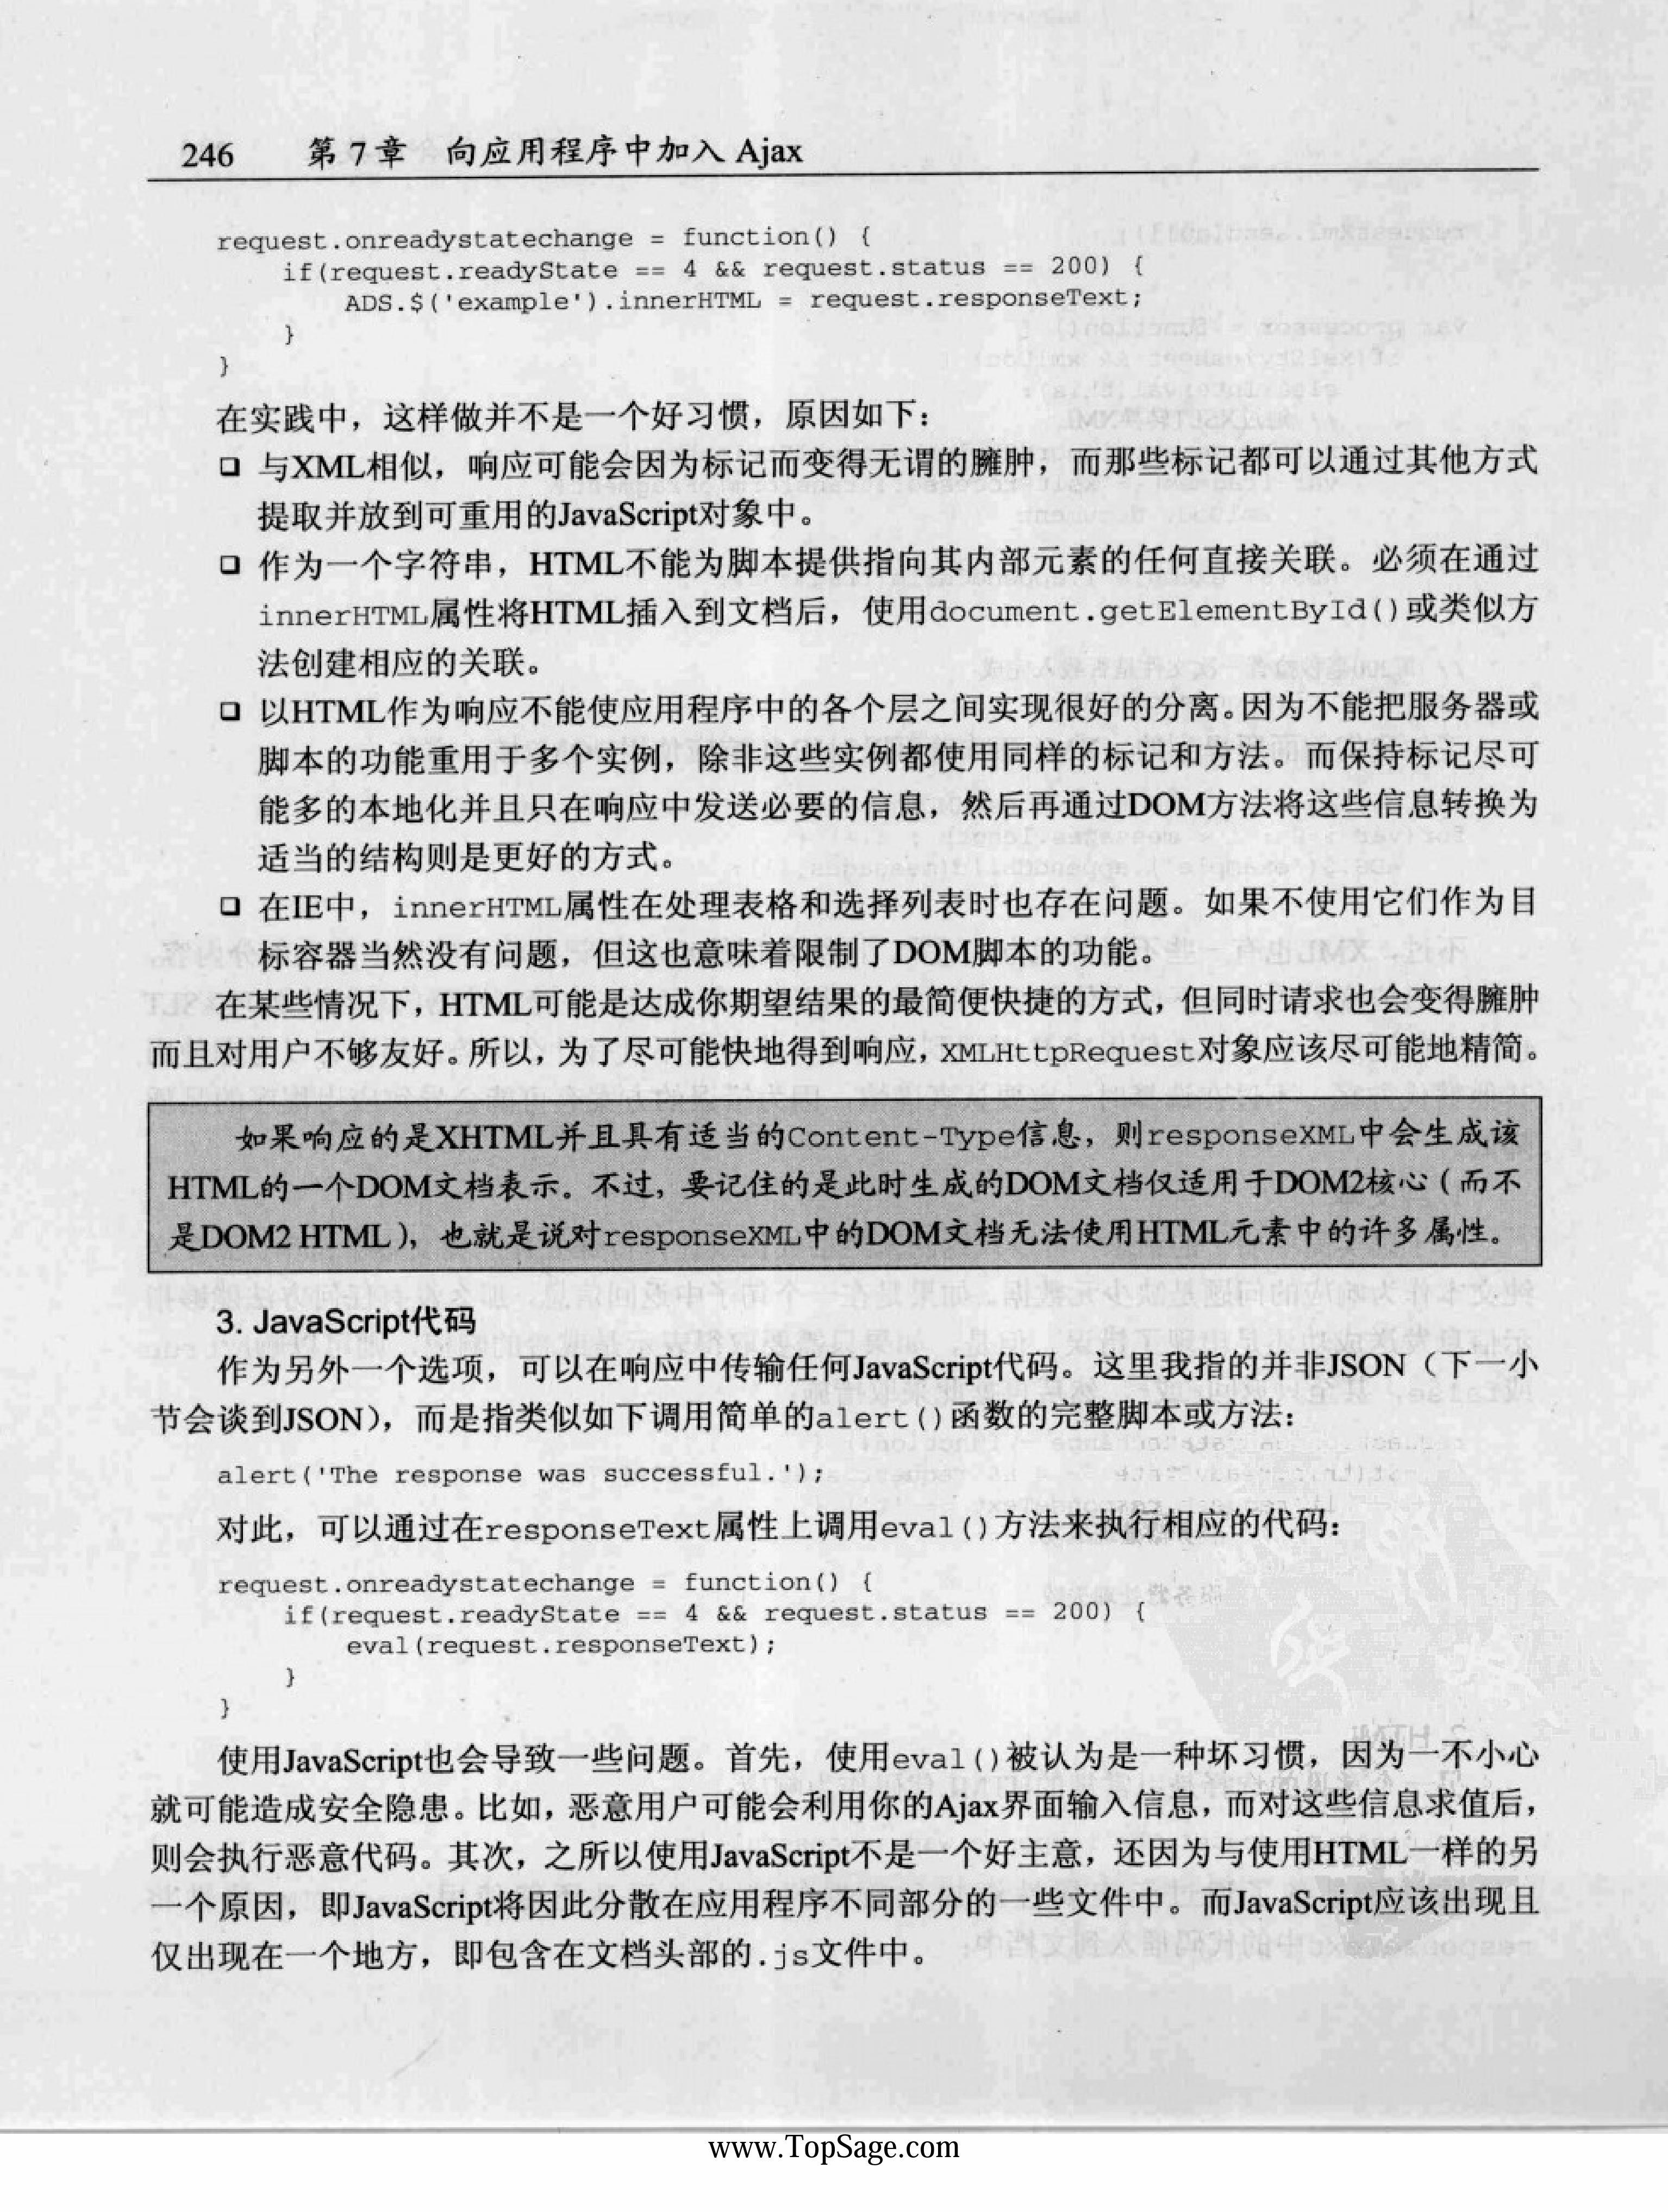 246 第 7 章 向应用程序中加入 Ajax
request.onreadystatechange = function() {
if(request.readyState == 4 && request.status == 200) {
ADS.$('example').innerHTML = request.responseText;
}
}
在实践中，这样做并不是一个好习惯，原因如下：
❑ 与XML相似，响应可能会因为标记而变得无谓的臃肿，而那些标记都可以通过其他方式
提取并放到可重用的JavaScript对象中。
❑ 作为一个字符串，HTML不能为脚本提供指向其内部元素的任何直接关联。必须在通过
innerHTML属性将HTML插入到文档后，使用document.getElementById()或类似方
法创建相应的关联。
❑ 以HTML作为响应不能使应用程序中的各个层之间实现很好的分离。因为不能把服务器或
脚本的功能重用于多个实例，除非这些实例都使用同样的标记和方法。而保持标记尽可
能多的本地化并且只在响应中发送必要的信息，然后再通过DOM方法将这些信息转换为
适当的结构则是更好的方式。
❑ 在IE中，innerHTML属性在处理表格和选择列表时也存在问题。如果不使用它们作为目
标容器当然没有问题，但这也意味着限制了DOM脚本的功能。
在某些情况下，HTML可能是达成你期望结果的最简便快捷的方式，但同时请求也会变得臃肿
而且对用户不够友好。所以，为了尽可能快地得到响应，XMLHttpRequest对象应该尽可能地精简。
如果响应的是XHTML并且具有适当的Content-Type信息，则responseXML中会生成该
HTML的一个DOM文档表示。不过，要记住的是此时生成的DOM文档仅适用于DOM2核心（而不
是DOM2 HTML），也就是说对responseXML中的DOM文档无法使用HTML元素中的许多属性。
3. JavaScript代码
作为另外一个选项，可以在响应中传输任何JavaScript代码。这里我指的并非JSON（下一小
节会谈到JSON），而是指类似如下调用简单的alert()函数的完整脚本或方法：
alert('The response was successful.');
对此，可以通过在responseText属性上调用eval()方法来执行相应的代码：
request.onreadystatechange = function() {
if(request.readyState == 4 && request.status == 200) {
eval(request.responseText);
}
}
使用JavaScript也会导致一些问题。首先，使用eval()被认为是一种坏习惯，因为一不小心
就可能造成安全隐患。比如，恶意用户可能会利用你的Ajax界面输入信息，而对这些信息求值后，
则会执行恶意代码。其次，之所以使用JavaScript不是一个好主意，还因为与使用HTML一样的另
一个原因，即JavaScript将因此分散在应用程序不同部分的一些文件中。而JavaScript应该出现且
仅出现在一个地方，即包含在文档头部的.js文件中。
www.TopSage.com